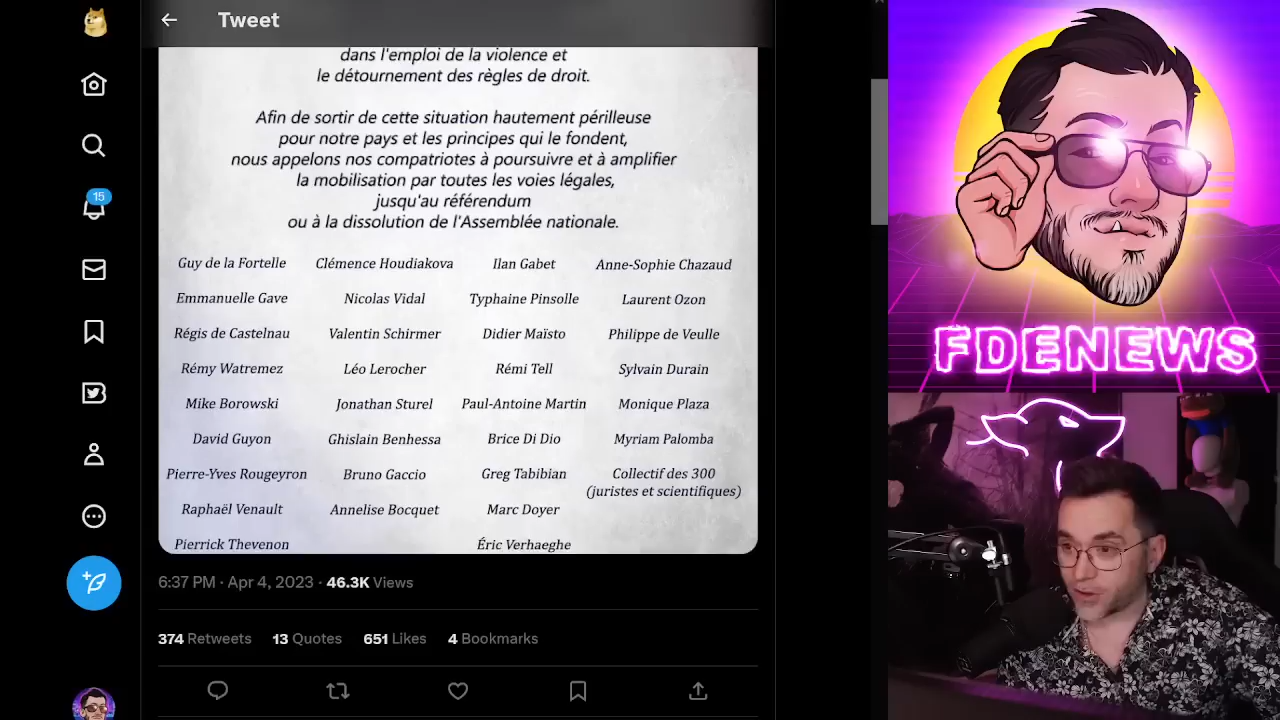 Tweet
dans l'emploi de la violence et
le détournement des règles de droit.
Afin de sortir de cette situation hautement périlleuse
pour notre pays et les principes qui le fondent,
nous appelons nos compatriotes à poursuivre et à amplifier
la mobilisation par toutes les voies légales,
jusqu'au référendum
ou à la dissolution de l'Assemblée nationale.
Guy de la Fortelle Clémence Houdiakova Ilan Gabet Anne-Sophie Chazaud
Emmanuelle Gave Nicolas Vidal Typhaine Pinsolle Laurent Ozon
Régis de Castelnau Valentin Schirmer Didier Maïsto Philippe de Veulle
Rémy Watremez Léo Lerocher Rémi Tell Sylvain Durain
Mike Borowski Jonathan Sturel Paul-Antoine Martin Monique Plaza
David Guyon Ghislain Benhessa Brice Di Dio Myriam Palomba
Pierre-Yves Rougeyron Bruno Gaccio Greg Tabibian Collectif des 300
(juristes et scientifiques)
Raphaël Venault Annelise Bocquet Marc Doyer
Pierrick Thevenon Éric Verhaeghe
6:37 PM · Apr 4, 2023 · 46.3K Views
374 Retweets 13 Quotes 651 Likes 4 Bookmarks
15
FDENEWS